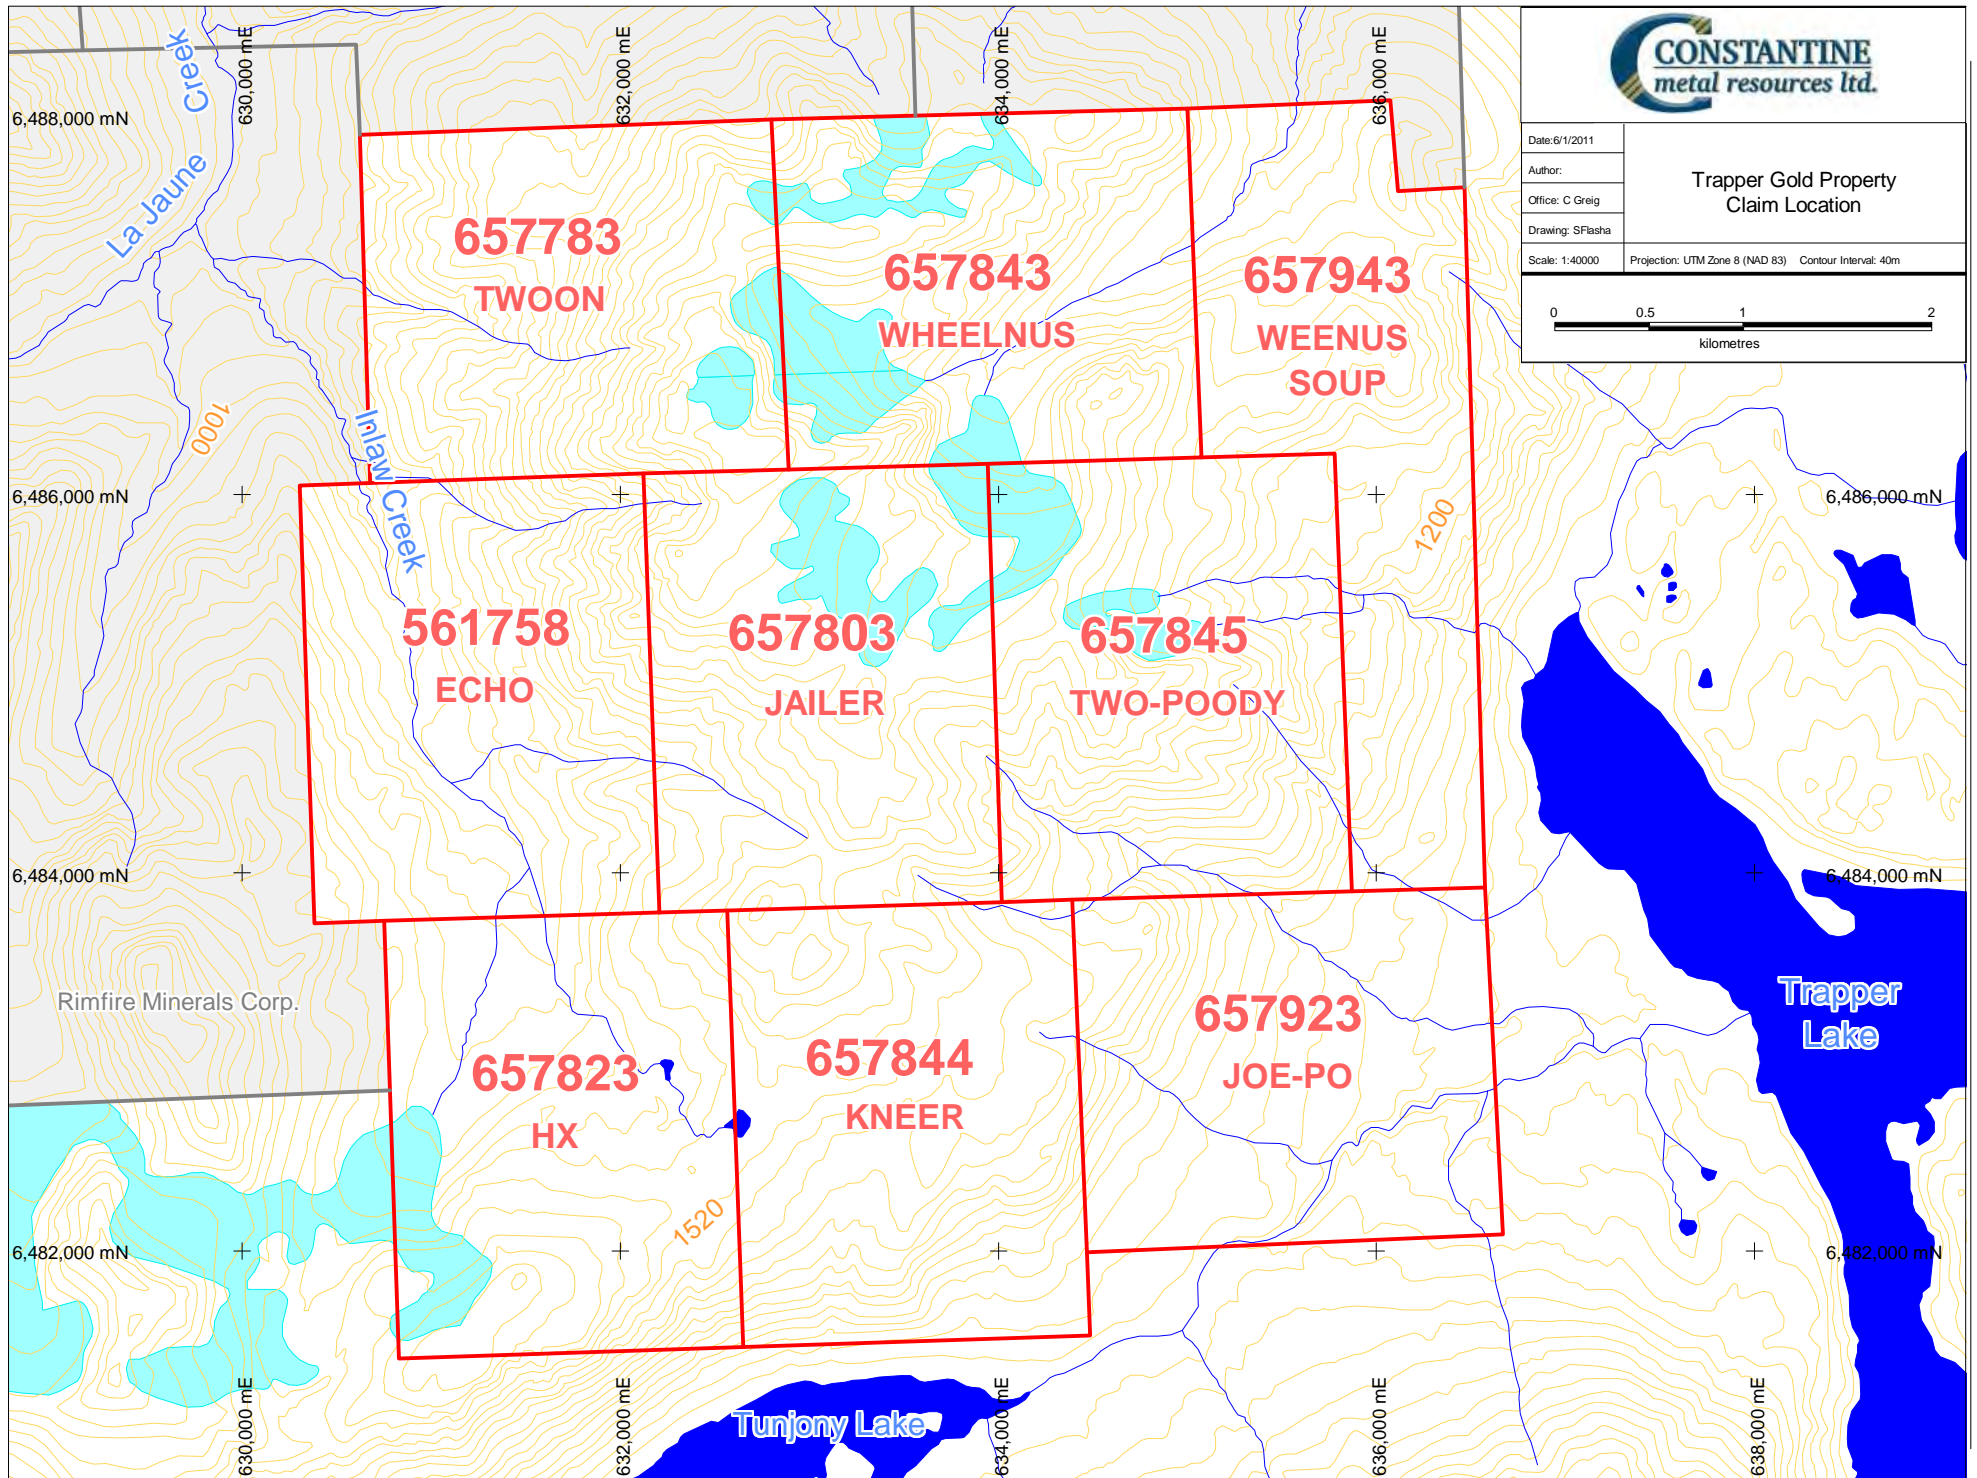 CONSTANTINE
metal resources ltd.
Date:6/1/2011
Author:
Office: C Greig
Drawing: SFlasha
Scale: 1:40000
Trapper Gold Property
Claim Location
Projection: UTM Zone 8 (NAD 83) Contour Interval: 40m
0 0.5 1 2
kilometres
630,000 mE
632,000 mE
634,000 mE
636,000 mE
6,488,000 mN
La Jaune Creek
657783
TWOON
657843
WHEELNUS
657943
WEENUS
SOUP
1000
Inlaw Creek
6,486,000 mN
6,486,000 mN
1200
561758
ECHO
657803
JAILER
657845
TWO-POODY
6,484,000 mN
6,484,000 mN
Rimfire Minerals Corp.
657823
HX
657844
KNEER
657923
JOE-PO
Trapper
Lake
1520
6,482,000 mN
6,482,000 mN
Tunjony Lake
630,000 mE
632,000 mE
634,000 mE
636,000 mE
638,000 mE